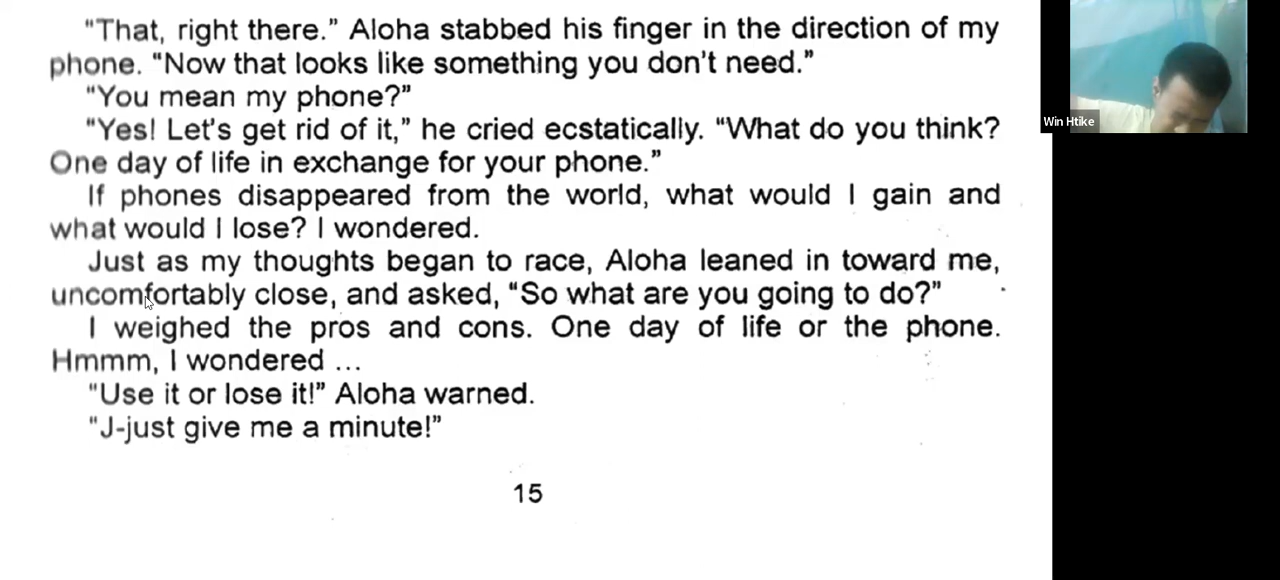 “That, right there.” Aloha stabbed his finger in the direction of my
phone. “Now that looks like something you don’t need.”
“You mean my phone?”
“Yes! Let’s get rid of it,” he cried ecstatically. “What do you think?
One day of life in exchange for your phone.”
If phones disappeared from the world, what would I gain and
what would I lose? I wondered.
Just as my thoughts began to race, Aloha leaned in toward me,
uncomfortably close, and asked, “So what are you going to do?”
I weighed the pros and cons. One day of life or the phone.
Hmmm, I wondered ...
“Use it or lose it!” Aloha warned.
“J-just give me a minute!”
15
Win Htike